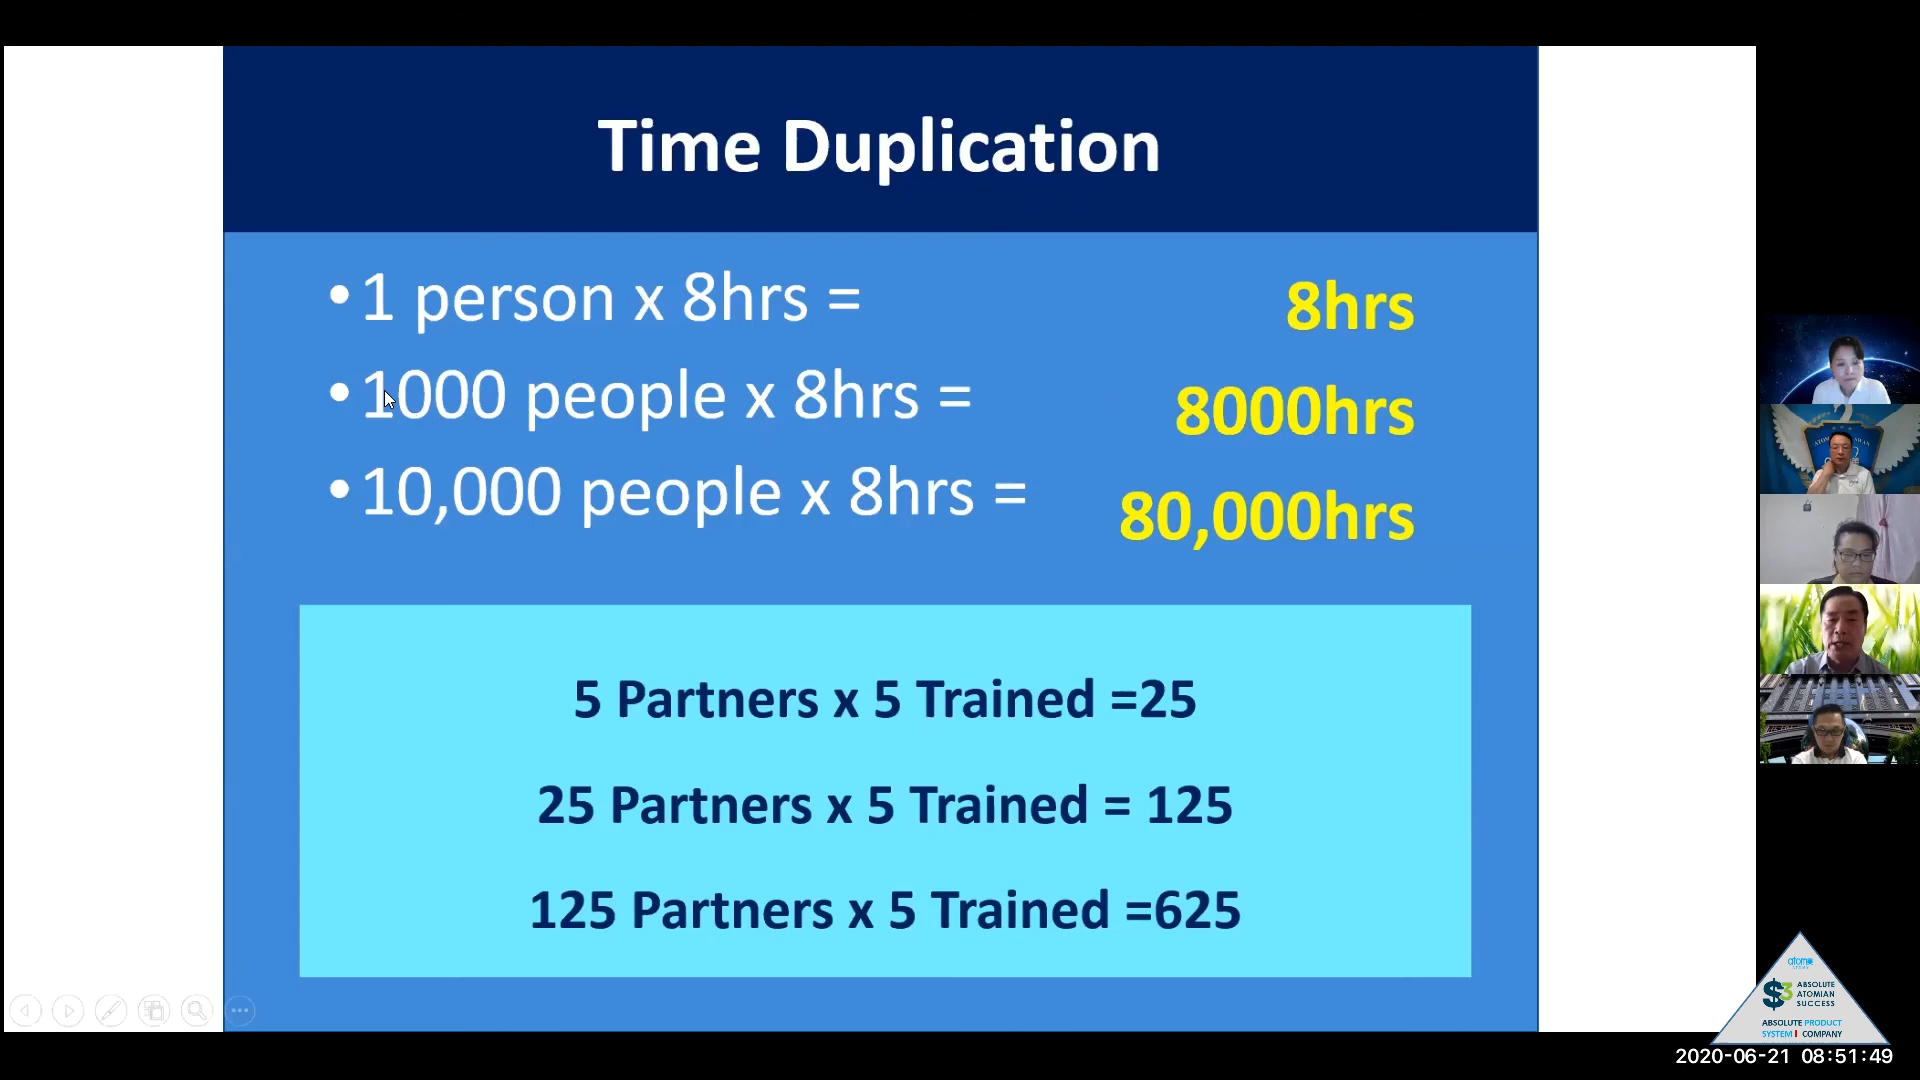 Time Duplication
•1 person x 8hrs = 8hrs
•1000 people x 8hrs = 8000hrs
•10,000 people x 8hrs = 80,000hrs
5 Partners x 5 Trained =25
25 Partners x 5 Trained = 125
125 Partners x 5 Trained =625
ABSOLUTE
ATOMIAN
SUCCESS
ABSOLUTE PRODUCT
SYSTEM COMPANY
2020-06-21 08:51:49